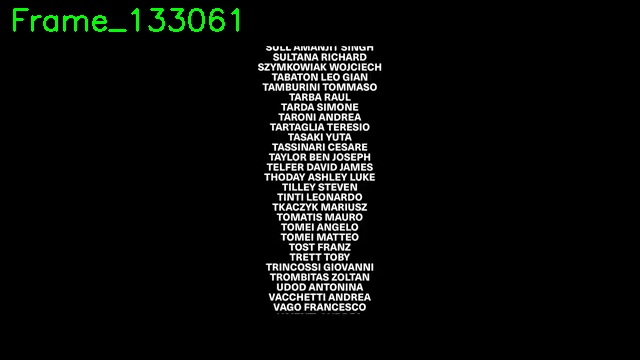 Frame_133061
SULL AMANJIT SINGH
SULTANA RICHARD
SZYMKOWIAK WOJCIECH
TABATON LEO GIAN
TAMBURINI TOMMASO
TARBA RAUL
TARDA SIMONE
TARONI ANDREA
TARTAGLIA TERESIO
TASAKI YUTA
TASSINARI CESARE
TAYLOR BEN JOSEPH
TELFER DAVID JAMES
THODAY ASHLEY LUKE
TILLEY STEVEN
TINTI LEONARDO
TKACZYK MARIUSZ
TOMATIS MAURO
TOMEI ANGELO
TOMEI MATTEO
TOST FRANZ
TRETT TOBY
TRINCOSSI GIOVANNI
TROMBITAS ZOLTAN
UDOD ANTONINA
VACCHETTI ANDREA
VAGO FRANCESCO